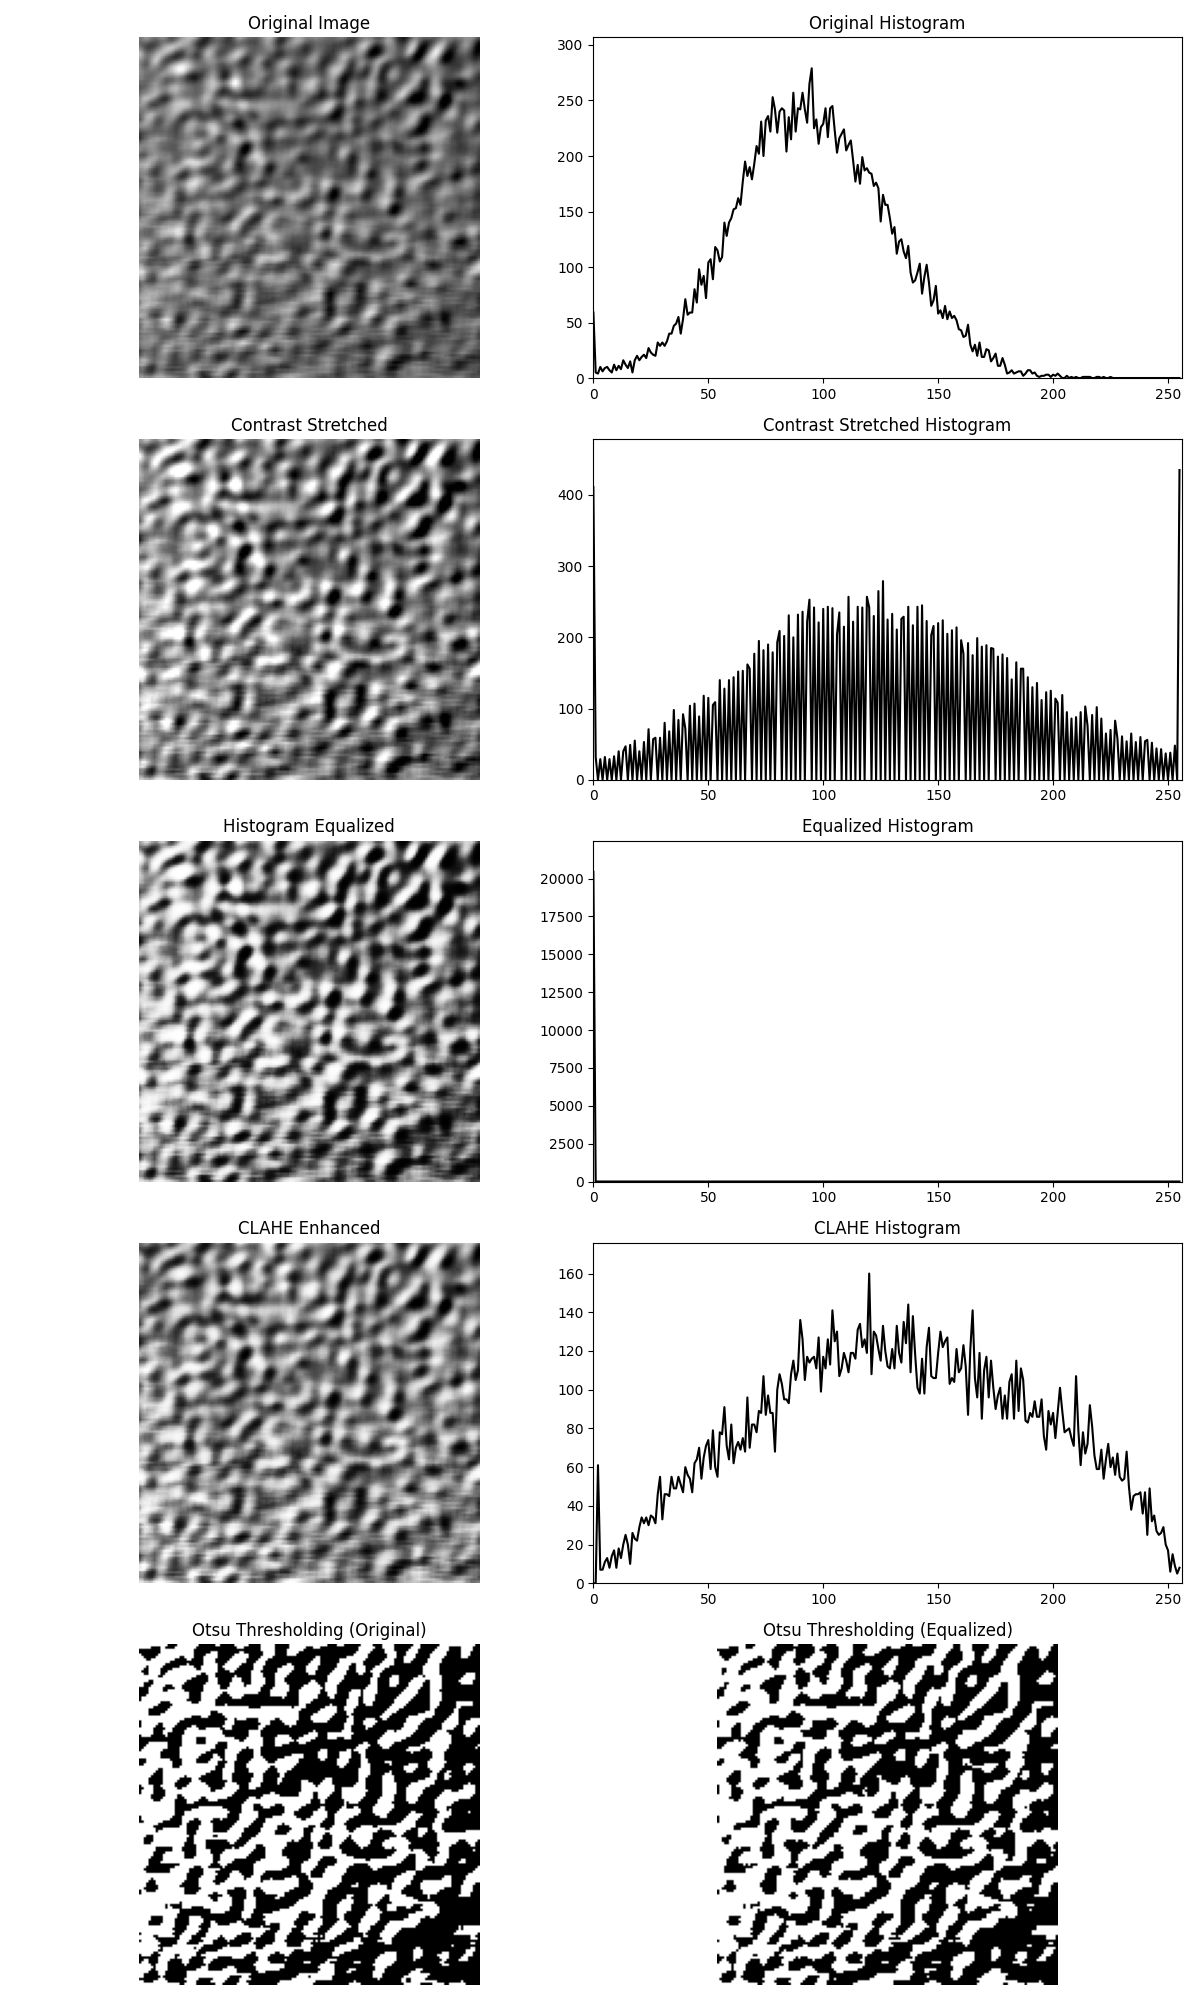 Original Image
Original Histogram
300
250
200
150
100
50
0
0 50 100 150 200 250
Contrast Stretched
Contrast Stretched Histogram
400
300
200
100
0
0 50 100 150 200 250
Histogram Equalized
Equalized Histogram
20000
17500
15000
12500
10000
7500
5000
2500
0
0 50 100 150 200 250
CLAHE Enhanced
CLAHE Histogram
160
140
120
100
80
60
40
20
0
0 50 100 150 200 250
Otsu Thresholding (Original)
Otsu Thresholding (Equalized)